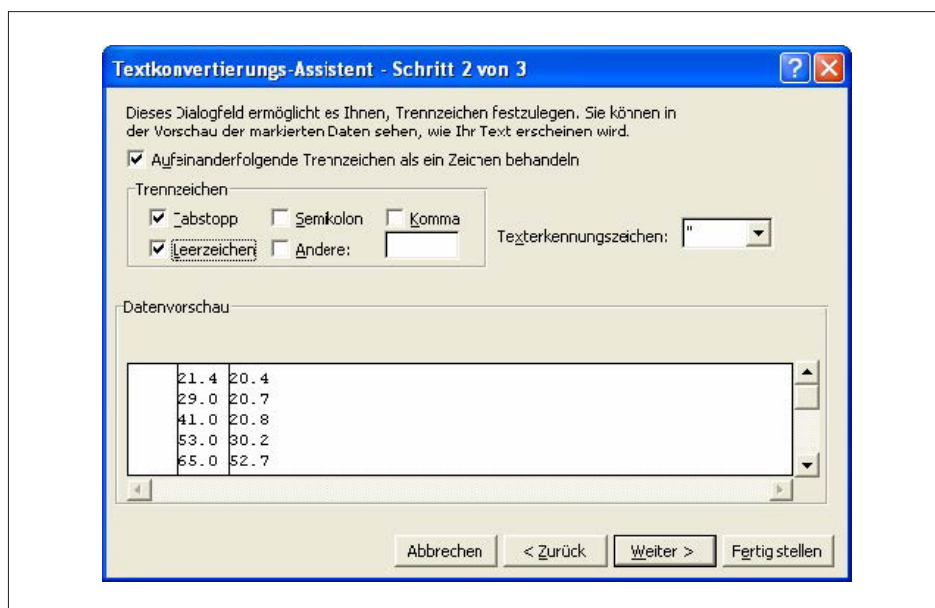 Textkonvertierungs-Assistent - Schritt 2 von 3
Dieses Dialogfeld ermöglicht es Ihnen, Trennzeichen festzulegen. Sie können in
der Vorschau der markierten Daten sehen, wie Ihr Text erscheinen wird.
Aufeinanderfolgende Trennzeichen als ein Zeichen behandeln
Trennzeichen
Tabstopp Semikolon Komma
Leerzeichen Andere:
Texterkennungszeichen: "
Datenvorschau
21.4 20.4
29.0 20.7
41.0 20.8
53.0 30.2
65.0 52.7
Abbrechen < Zurück Weiter > Fertig stellen